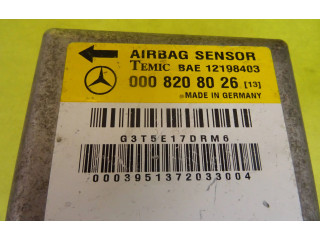 AIRBAG SENSOR
TEMIC BAE 12198403
000 820 80 26 [13]
MADE IN GERMANY
G3T5E17DRM6
0003951372033004